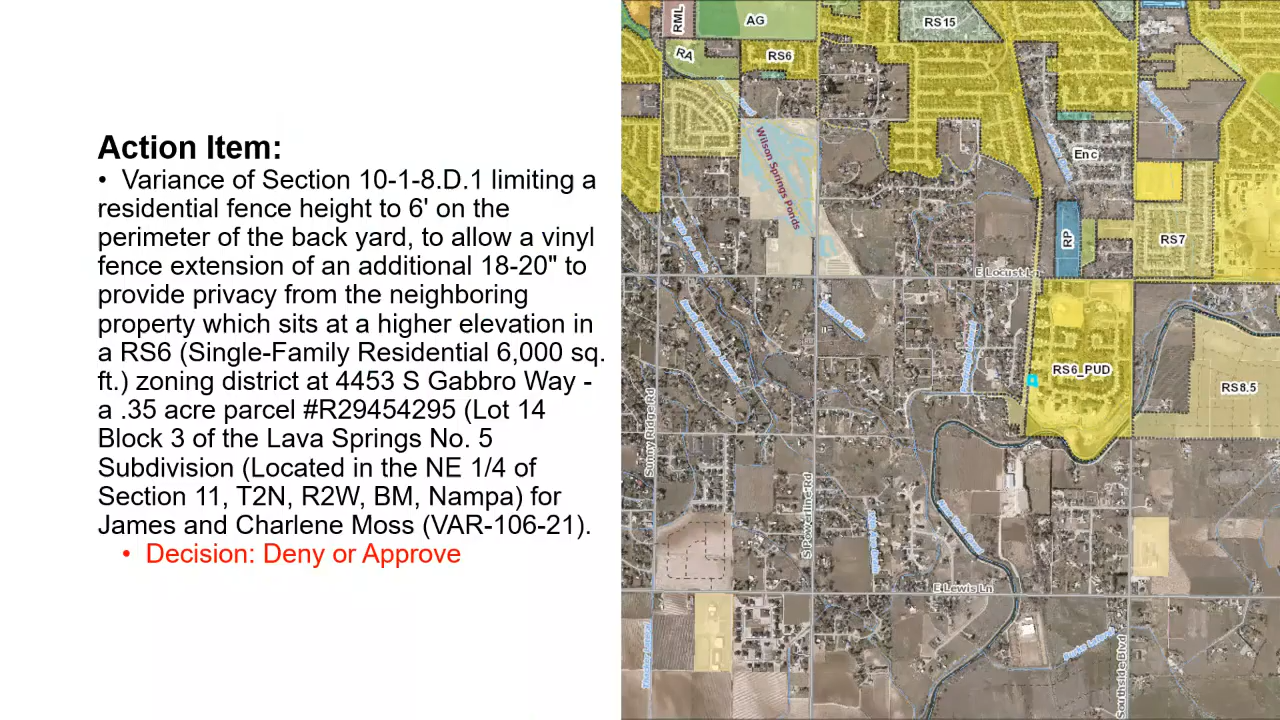 Action Item:
• Variance of Section 10-1-8.D.1 limiting a
residential fence height to 6' on the
perimeter of the back yard, to allow a vinyl
fence extension of an additional 18-20" to
provide privacy from the neighboring
property which sits at a higher elevation in
a RS6 (Single-Family Residential 6,000 sq.
ft.) zoning district at 4453 S Gabbro Way -
a .35 acre parcel #R29454295 (Lot 14
Block 3 of the Lava Springs No. 5
Subdivision (Located in the NE 1/4 of
Section 11, T2N, R2W, BM, Nampa) for
James and Charlene Moss (VAR-106-21).
• Decision: Deny or Approve
RML
AG
RS15
RA
RS6
Wilson Springs Ponds
Enc
RP
RS7
E Locust Ln
RS6_PUD
RS8.5
Sunny Ridge Rd
S Powerline Rd
E Lewis Ln
Southside Blvd